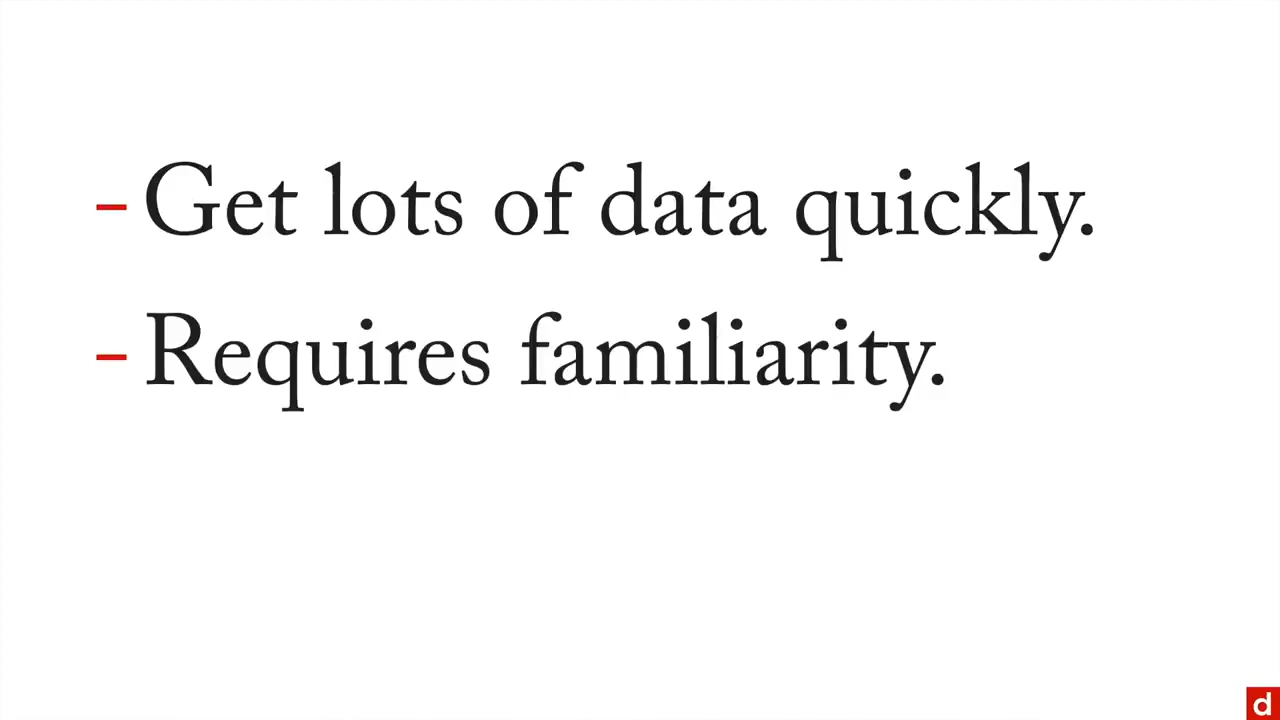 - Get lots of data quickly.
- Requires familiarity.
d